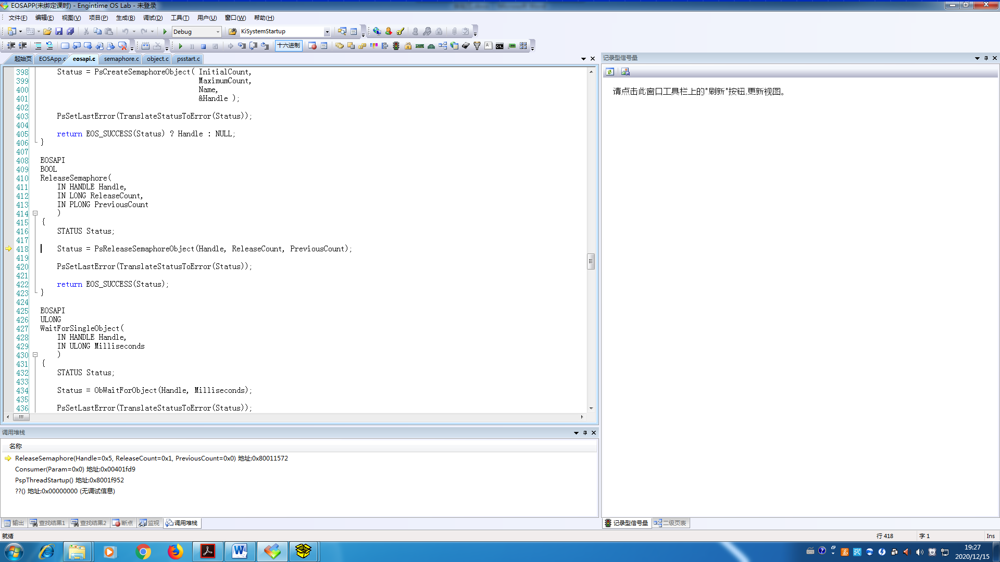 EOSAPP(未绑定课时) - Engintime OS Lab - 未登录
文件(F) 编辑(E) 视图(V) 项目(P) 生成(B) 调试(D) 工具(T) 用户(U) 窗口(W) 帮助(H)
Debug KiSystemStartup
十六进制
起始页 EOSApp.c eosapi.c semaphore.c object.c psstart.c
398 Status = PsCreateSemaphoreObject( InitialCount,
399 MaximumCount,
400 Name,
401 &Handle );
402
403 PsSetLastError(TranslateStatusToError(Status));
404
405 return EOS_SUCCESS(Status) ? Handle : NULL;
406 }
407
408 EOSAPI
409 BOOL
410 ReleaseSemaphore(
411 IN HANDLE Handle,
412 IN LONG ReleaseCount,
413 IN PLONG PreviousCount
414 )
415 {
416 STATUS Status;
417
418 Status = PsReleaseSemaphoreObject(Handle, ReleaseCount, PreviousCount);
419
420 PsSetLastError(TranslateStatusToError(Status));
421
422 return EOS_SUCCESS(Status);
423 }
424
425 EOSAPI
426 ULONG
427 WaitForSingleObject(
428 IN HANDLE Handle,
429 IN ULONG Milliseconds
430 )
431 {
432 STATUS Status;
433
434 Status = ObWaitForObject(Handle, Milliseconds);
435
436 PsSetLastError(TranslateStatusToError(Status));
记录型信号量
请点击此窗口工具栏上的"刷新"按钮,更新视图。
调用堆栈
名称
ReleaseSemaphore(Handle=0x5, ReleaseCount=0x1, PreviousCount=0x0) 地址:0x80011572
Consumer(Param=0x0) 地址:0x00401fd9
PspThreadStartup() 地址:0x8001f952
??() 地址:0x00000000 (无调试信息)
输出 查找结果1 查找结果2 断点 监视 调用堆栈
记录型信号量 二级页表
就绪 行 418 字 1 Ins
19:27
2020/12/15